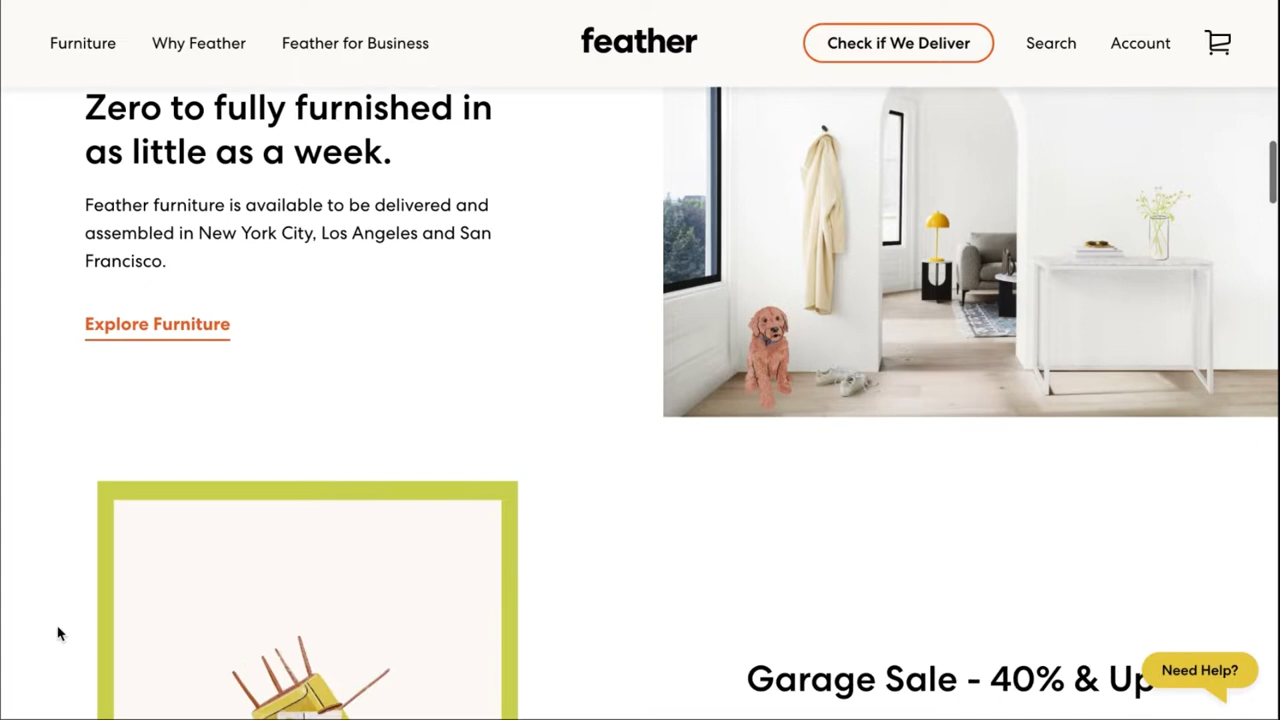 Furniture
Why Feather
Feather for Business
feather
Check if We Deliver
Search
Account
Zero to fully furnished in
as little as a week.
Feather furniture is available to be delivered and
assembled in New York City, Los Angeles and San
Francisco.
Explore Furniture
Garage Sale - 40% & Up
Need Help?